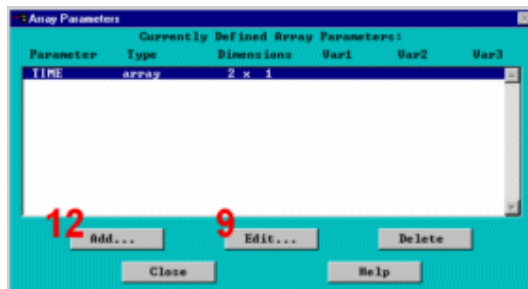 Array Parameters
Currently Defined Array Parameters:
Parameter Type Dimensions Var1 Var2 Var3
TIME array 2 x 1
12 9
Add... Edit... Delete
Close Help